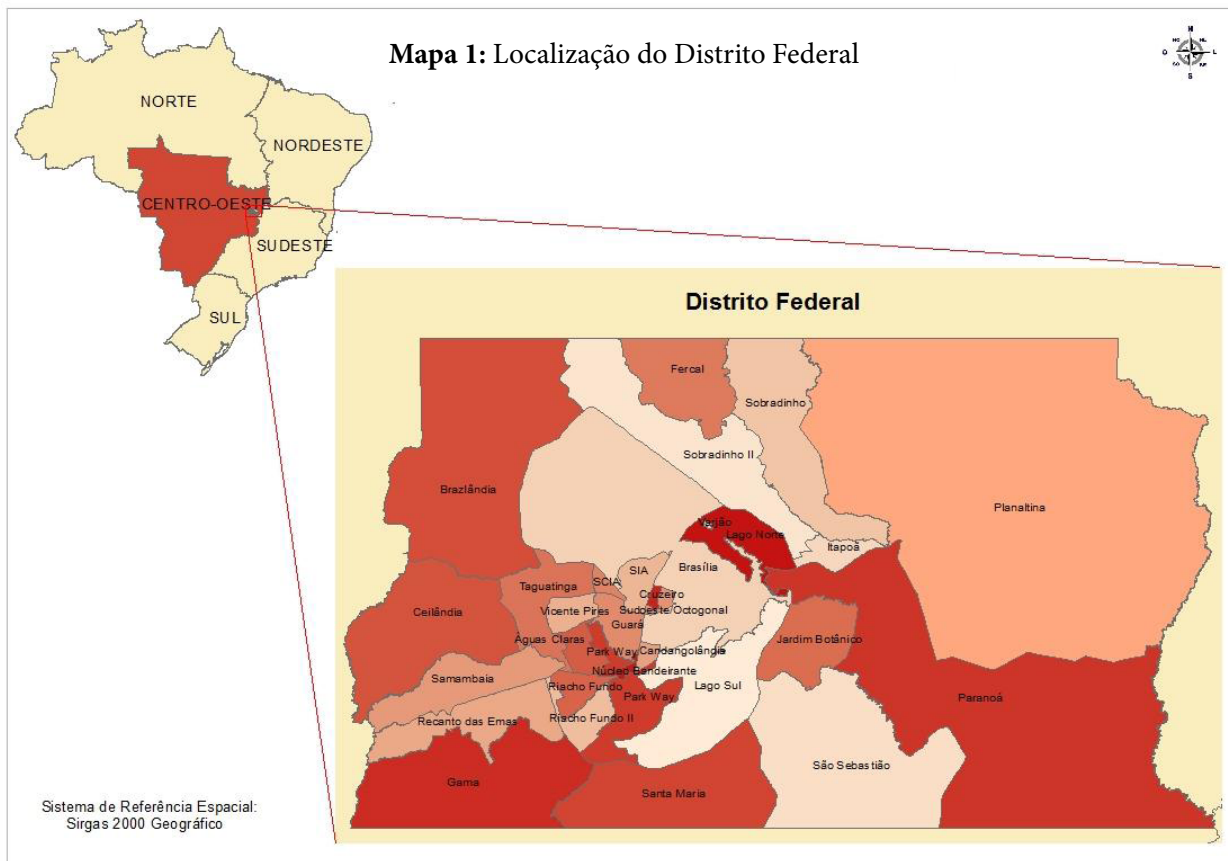 Mapa 1: Localização do Distrito Federal
N
O
L
S
NORTE
NORDESTE
CENTRO-OESTE
SUDESTE
SUL
Distrito Federal
Fercal
Sobradinho
Sobradinho II
Brazlândia
Planaltina
Varjão
Lago Norte
Itapoã
SIA
Brasília
Taguatinga
SCIA
Cruzeiro
Ceilândia
Vicente Pires
Sudoeste/Octogonal
Guará
Águas Claras
Jardim Botânico
Park Way
Candangolândia
Núcleo Bandeirante
Samambaia
Riacho Fundo
Lago Sul
Park Way
Paranoá
Recanto das Emas
Riacho Fundo II
São Sebastião
Gama
Santa Maria
Sistema de Referência Espacial:
Sirgas 2000 Geográfico